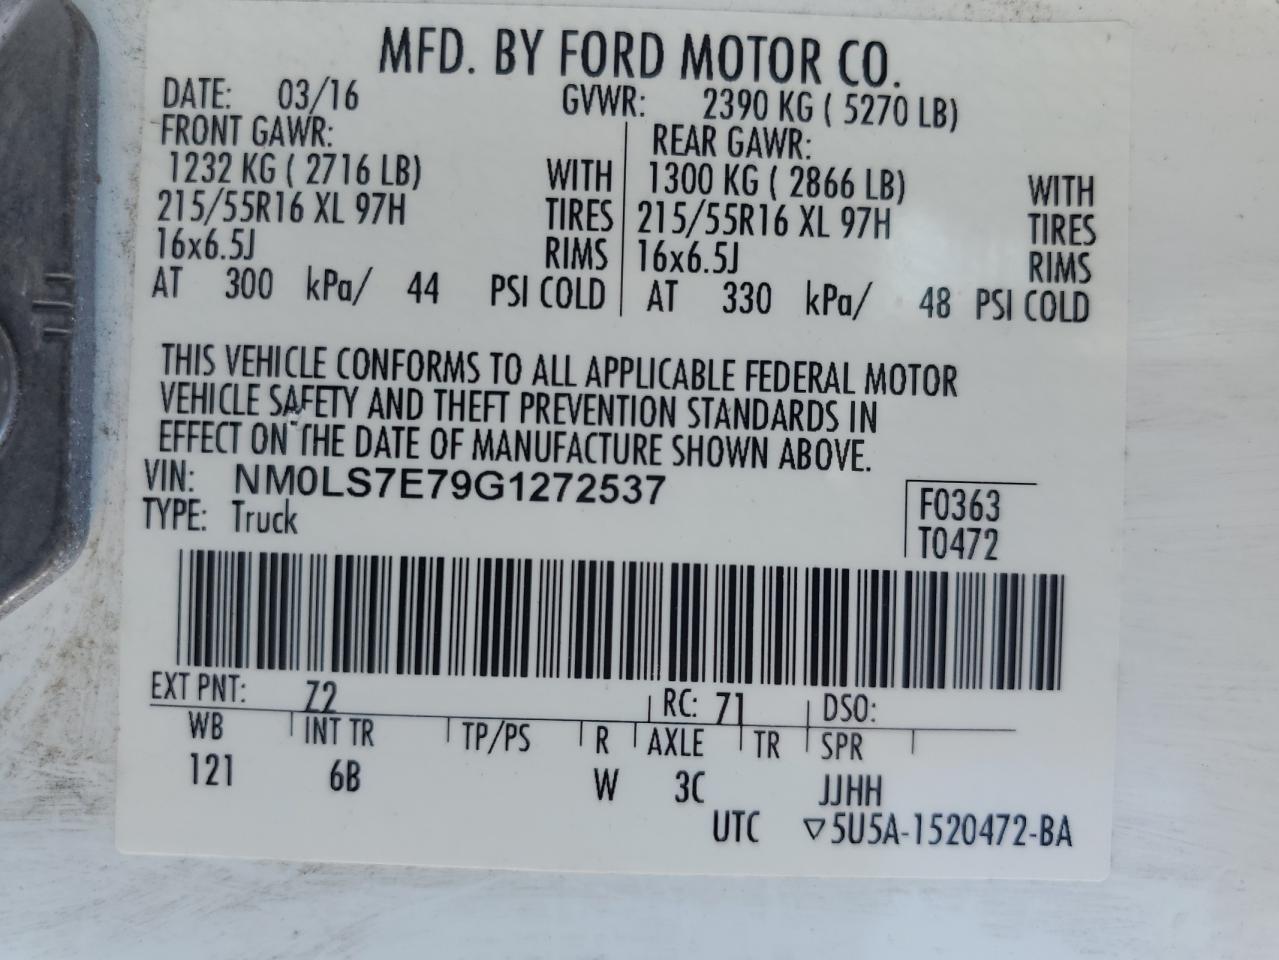 MFD. BY FORD MOTOR CO.
DATE: 03/16 GVWR: 2390 KG ( 5270 LB)
FRONT GAWR: REAR GAWR:
1232 KG ( 2716 LB) WITH 1300 KG ( 2866 LB) WITH
215/55R16 XL 97H TIRES 215/55R16 XL 97H TIRES
16x6.5J RIMS 16x6.5J RIMS
AT 300 kPa/ 44 PSI COLD AT 330 kPa/ 48 PSI COLD
THIS VEHICLE CONFORMS TO ALL APPLICABLE FEDERAL MOTOR
VEHICLE SAFETY AND THEFT PREVENTION STANDARDS IN
EFFECT ON THE DATE OF MANUFACTURE SHOWN ABOVE.
VIN: NM0LS7E79G1272537
TYPE: Truck
F0363
T0472
EXT PNT: Z2 RC: 71 DSO:
WB INT TR TP/PS R AXLE TR SPR
121 6B W 3C JJHH
UTC ▽5U5A-1520472-BA